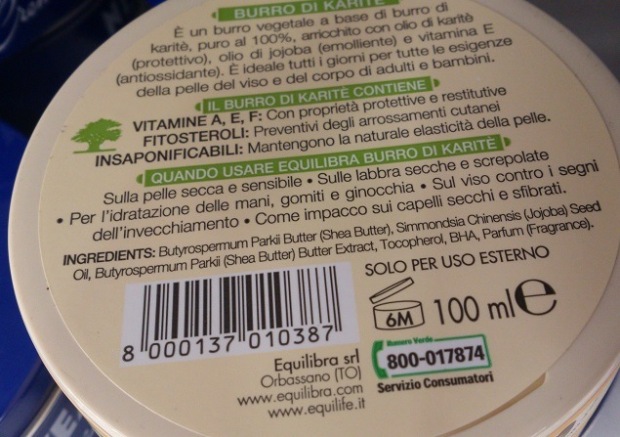 BURRO DI KARITÈ
È un burro vegetale a base di burro di
karitè, puro al 100%, arricchito con olio di karitè
(protettivo), olio di jojoba (emolliente) e vitamina E
(antiossidante). È ideale tutti i giorni per tutte le esigenze
della pelle del viso e del corpo di adulti e bambini.
IL BURRO DI KARITÈ CONTIENE
VITAMINE A, E, F: Con proprietà protettive e restitutive
FITOSTEROLI: Preventivi degli arrossamenti cutanei
INSAPONIFICABILI: Mantengono la naturale elasticità della pelle.
QUANDO USARE EQUILIBRA BURRO DI KARITÈ
Sulla pelle secca e sensibile • Sulle labbra secche e screpolate
• Per l'idratazione delle mani, gomiti e ginocchia • Sul viso contro i segni
dell'invecchiamento • Come impacco sui capelli secchi e sfibrati.
INGREDIENTS: Butyrospermum Parkii Butter (Shea Butter), Simmondsia Chinensis (Jojoba) Seed
Oil, Butyrospermum Parkii (Shea Butter) Butter Extract, Tocopherol, BHA, Parfum (Fragrance).
SOLO PER USO ESTERNO
6M
100 ml e
8 000137 010387
Numero Verde
800-017874
Servizio Consumatori
Equilibra srl
Orbassano (TO)
www.equilibra.com
www.equilife.it